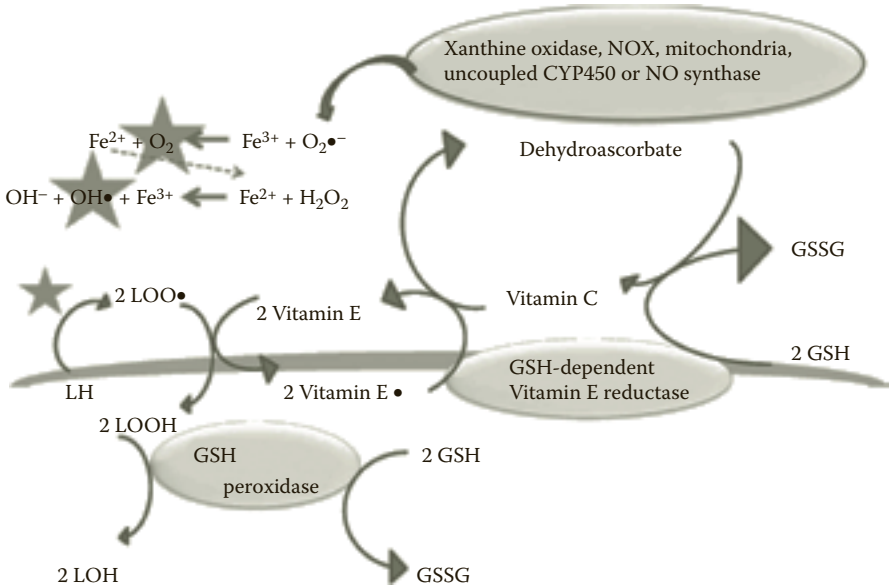 Xanthine oxidase, NOX, mitochondria,
uncoupled CYP450 or NO synthase
Fe²⁺ + O₂
Fe³⁺ + O₂●−
Dehydroascorbate
OH− + OH● + Fe³⁺
Fe²⁺ + H₂O₂
GSSG
2 LOO●
2 Vitamin E
Vitamin C
2 GSH
GSH-dependent
Vitamin E reductase
LH
2 Vitamin E ●
2 LOOH
GSH
peroxidase
2 GSH
2 LOH
GSSG